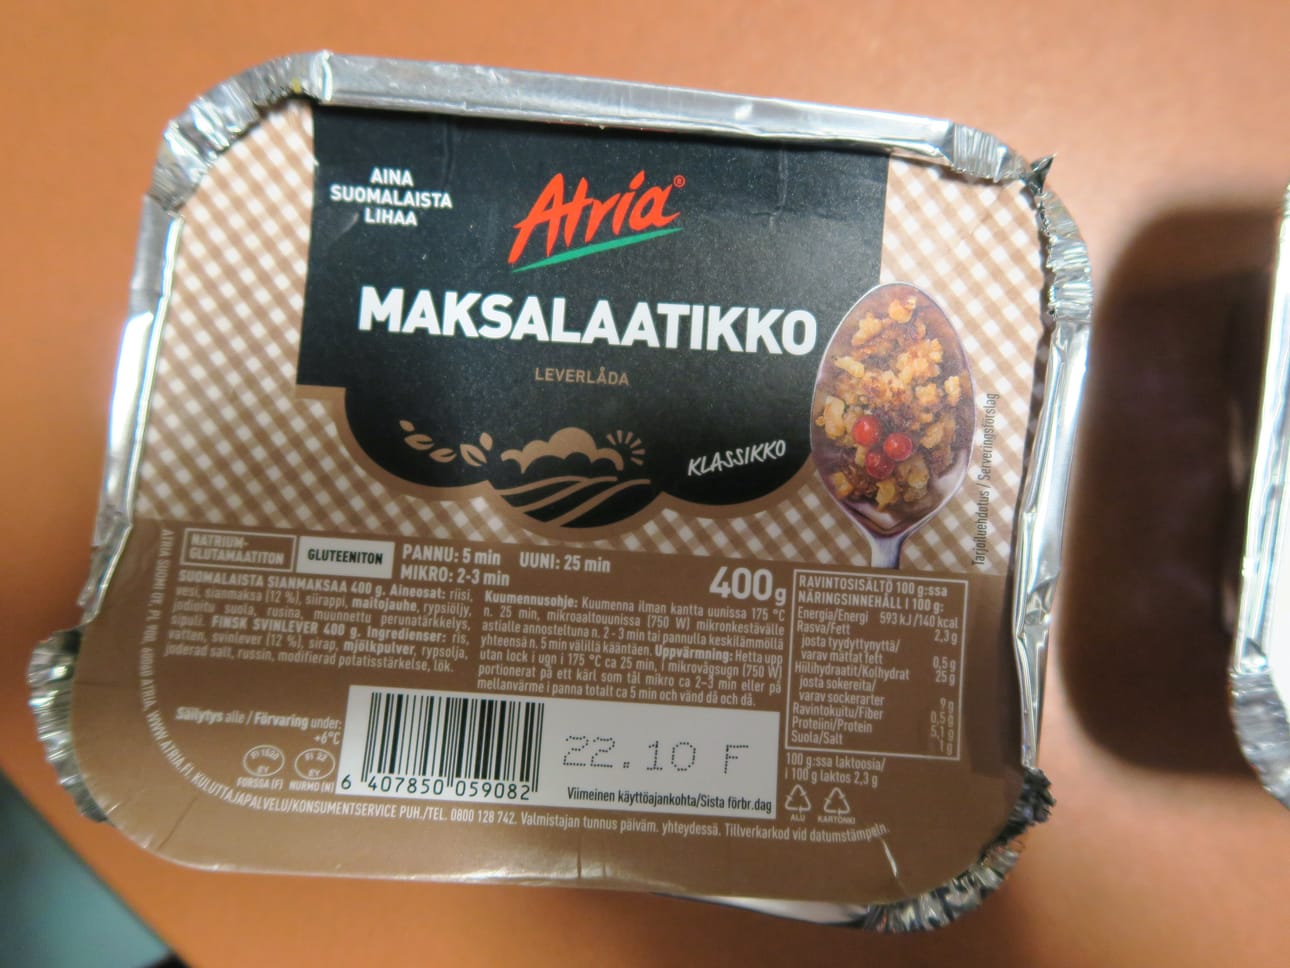 AINA
SUOMALAISTA
LIHAA
Atria®
MAKSALAATIKKO
LEVERLÅDA
KLASSIKKO
Tarjoiluehdotus / Serveringsförslag
NATRIUM-
GLUTAMAATITON
GLUTEENITON
PANNU: 5 min UUNI: 25 min
MIKRO: 2-3 min
400g
SUOMALAISTA SIANMAKSAA 400 g. Ainesosat: riisi,
vesi, sianmaksa (12 %), siirappi, maitojauhe, rypsiöljy,
jodioitu suola, rusina, muunnettu perunatärkkelys,
sipuli. FINSK SVINLEVER 400 g. Ingredienser: ris,
vatten, svinlever (12 %), sirap, mjölkpulver, rypsolja,
joderad salt, russin, modifierad potatisstärkelse, lök.
Kuumennusohje: Kuumenna ilman kantta uunissa 175 °C
n. 25 min, mikroaaltouunissa (750 W) mikronkestävälle
astialle annosteltuna n. 2 - 3 min tai pannulla keskilämmöllä
yhteensä n. 5 min välillä kääntäen. Uppvärmning: Hetta upp
utan lock i ugn i 175 °C ca 25 min, i mikrovågsugn (750 W)
portionerat på ett kärl som tål mikro ca 2-3 min eller på
mellanvärme i panna totalt ca 5 min och vänd då och då.
RAVINTOSISÄLTÖ 100 g:ssa
NÄRINGSINNEHÅLL I 100 g:
Energia/Energi 593 kJ /140 kcal
Rasva/Fett 2,3 g
josta tyydyttynyttä/
varav mättat fett 0,5 g
Hiilihydraatit/Kolhydrat 25 g
josta sokereita/
varav sockerarter 9 g
Ravintokuitu/Fiber 0,5 g
Proteiini/Protein 5,1 g
Suola/Salt 1 g
100 g:ssa laktoosia/
i 100 g laktos 2,3 g
ALU KARTONKI
Säilytys alle / Förvaring under:
+6°C
FORSSA (F) NURMO (N)
6 407850 059082
22.10 F
Viimeinen käyttöajankohta/Sista förbr.dag
ATRIA SUOMI OY, PL 900, 60060 ATRIA, WWW.ATRIA.FI, KULUTTAJAPALVELU/KONSUMENTSERVICE PUH./TEL. 0800 128 742. Valmistajan tunnus päiväm. yhteydessä. Tillverkarkod vid datumstämpeln.